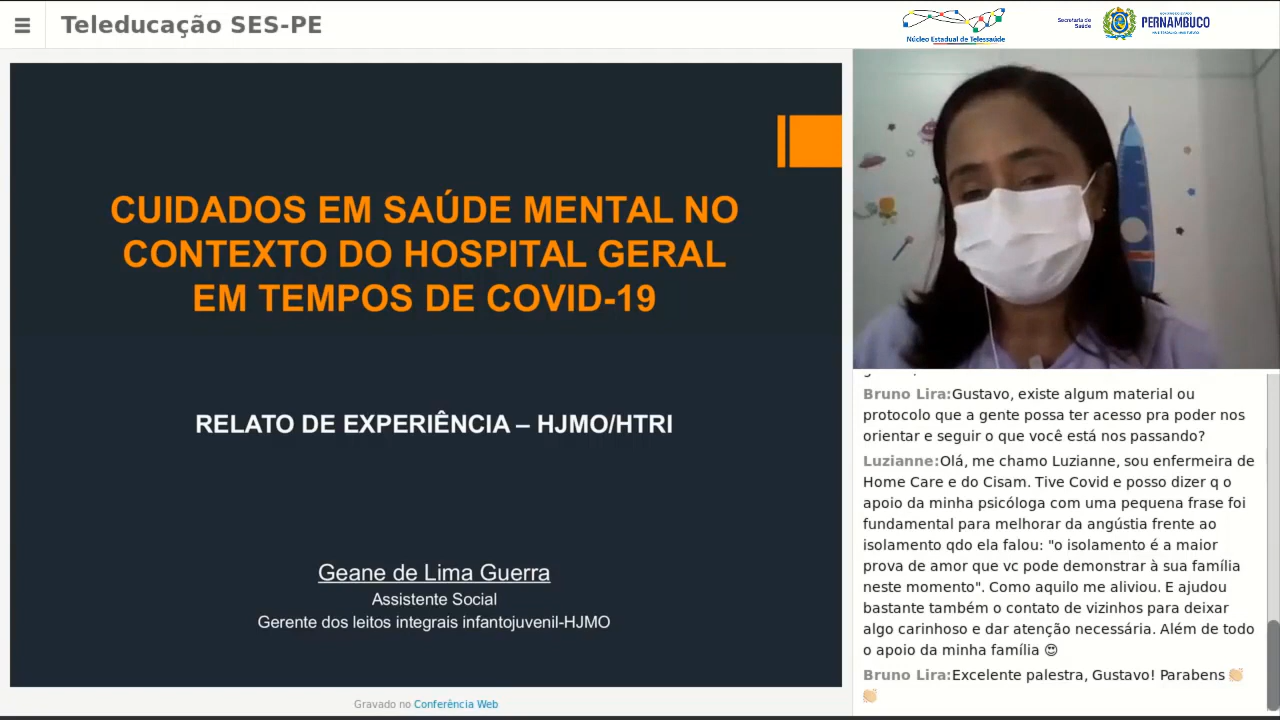 Teleducação SES-PE
Núcleo Estadual de Telessaúde
Secretaria de
Saúde
PERNAMBUCO
CUIDADOS EM SAÚDE MENTAL NO
CONTEXTO DO HOSPITAL GERAL
EM TEMPOS DE COVID-19
RELATO DE EXPERIÊNCIA – HJMO/HTRI
Geane de Lima Guerra
Assistente Social
Gerente dos leitos integrais infantojuvenil-HJMO
Gravado no Conferência Web
Bruno Lira:Gustavo, existe algum material ou
protocolo que a gente possa ter acesso pra poder nos
orientar e seguir o que você está nos passando?
Luzianne:Olá, me chamo Luzianne, sou enfermeira de
Home Care e do Cisam. Tive Covid e posso dizer q o
apoio da minha psicóloga com uma pequena frase foi
fundamental para melhorar da angústia frente ao
isolamento qdo ela falou: "o isolamento é a maior
prova de amor que vc pode demonstrar à sua família
neste momento". Como aquilo me aliviou. E ajudou
bastante também o contato de vizinhos para deixar
algo carinhoso e dar atenção necessária. Além de todo
o apoio da minha família 😍
Bruno Lira:Excelente palestra, Gustavo! Parabens 👏
👏